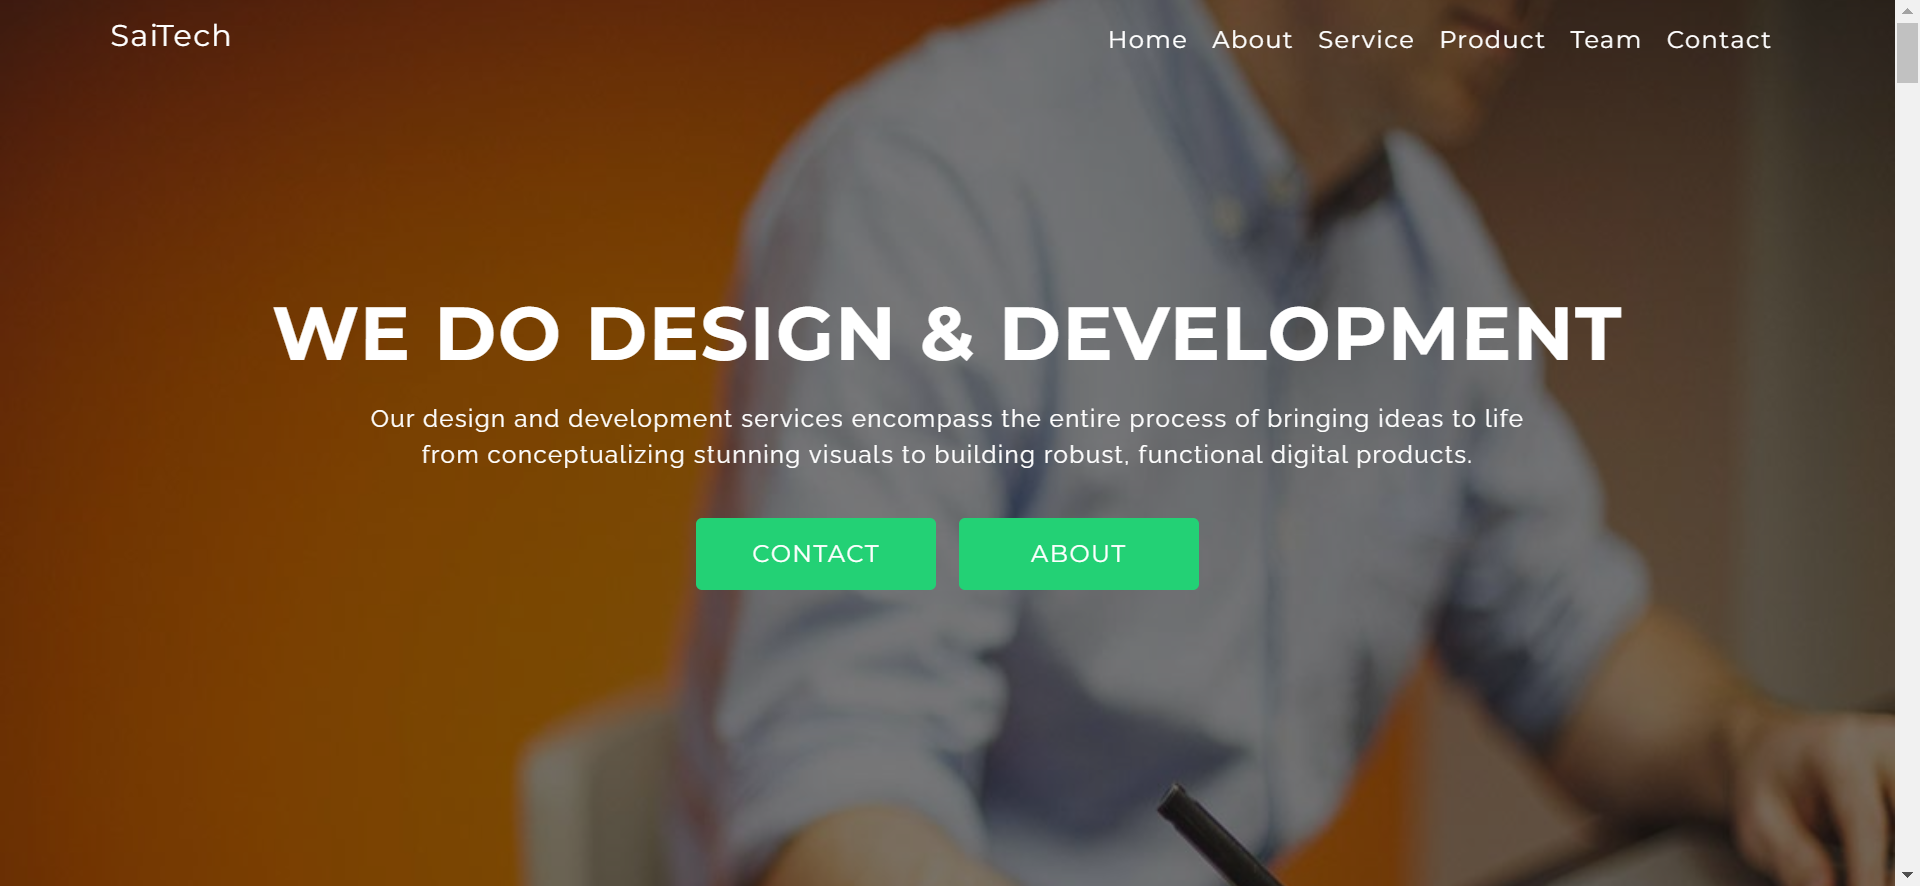 SaiTech
Home About Service Product Team Contact
WE DO DESIGN & DEVELOPMENT
Our design and development services encompass the entire process of bringing ideas to life
from conceptualizing stunning visuals to building robust, functional digital products.
CONTACT ABOUT